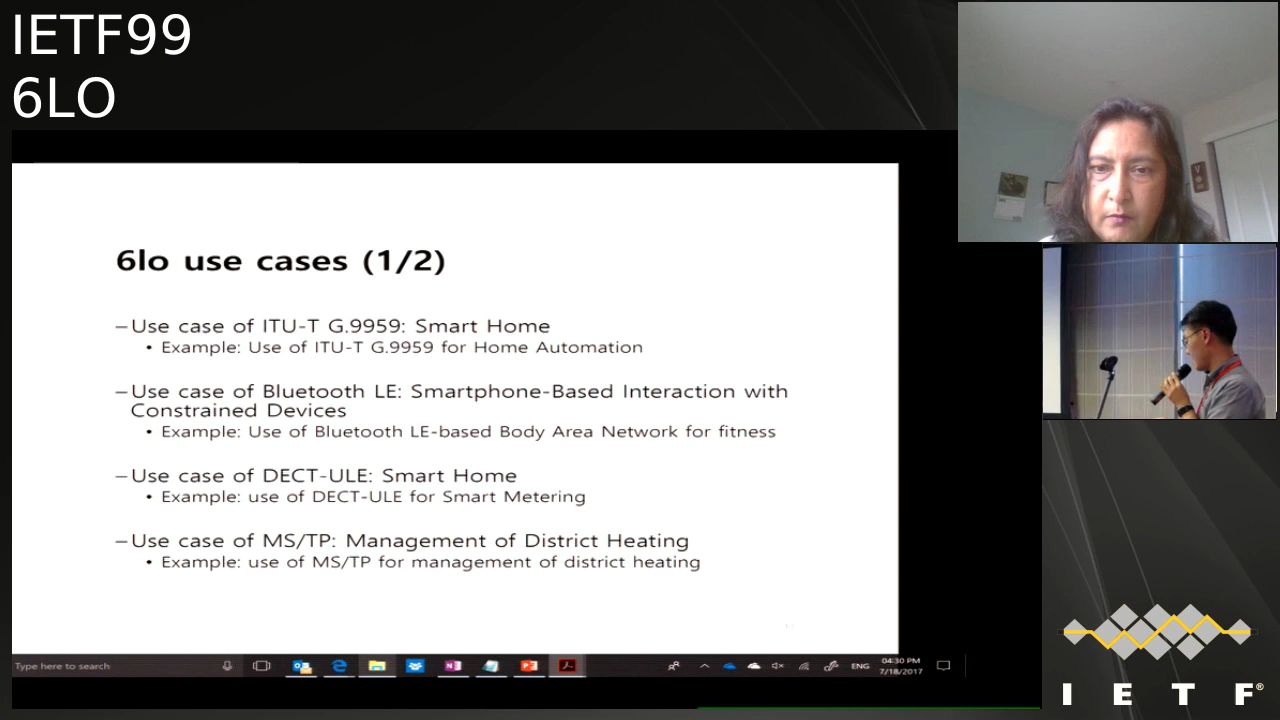 IETF99
6LO
6lo use cases (1/2)
–Use case of ITU-T G.9959: Smart Home
• Example: Use of ITU-T G.9959 for Home Automation
–Use case of Bluetooth LE: Smartphone-Based Interaction with
Constrained Devices
• Example: Use of Bluetooth LE-based Body Area Network for fitness
–Use case of DECT-ULE: Smart Home
• Example: use of DECT-ULE for Smart Metering
–Use case of MS/TP: Management of District Heating
• Example: use of MS/TP for management of district heating
Type here to search
ENG
04:30 PM
7/18/2017
I E T F®